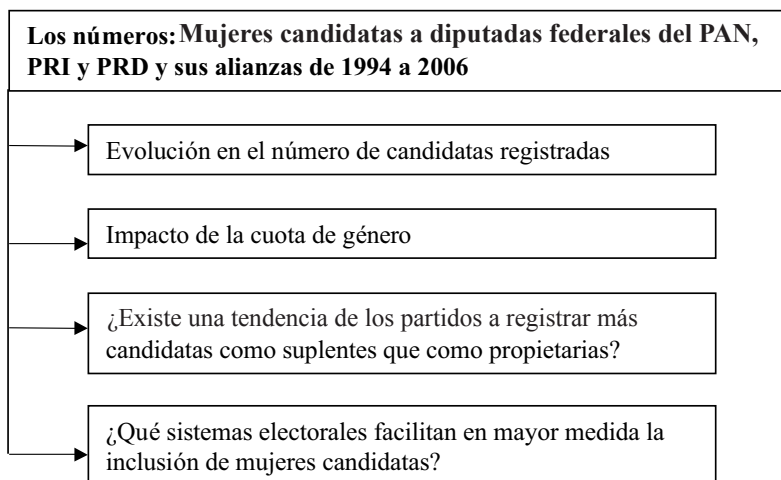 Los números: Mujeres candidatas a diputadas federales del PAN,
PRI y PRD y sus alianzas de 1994 a 2006
Evolución en el número de candidatas registradas
Impacto de la cuota de género
¿Existe una tendencia de los partidos a registrar más
candidatas como suplentes que como propietarias?
¿Qué sistemas electorales facilitan en mayor medida la
inclusión de mujeres candidatas?